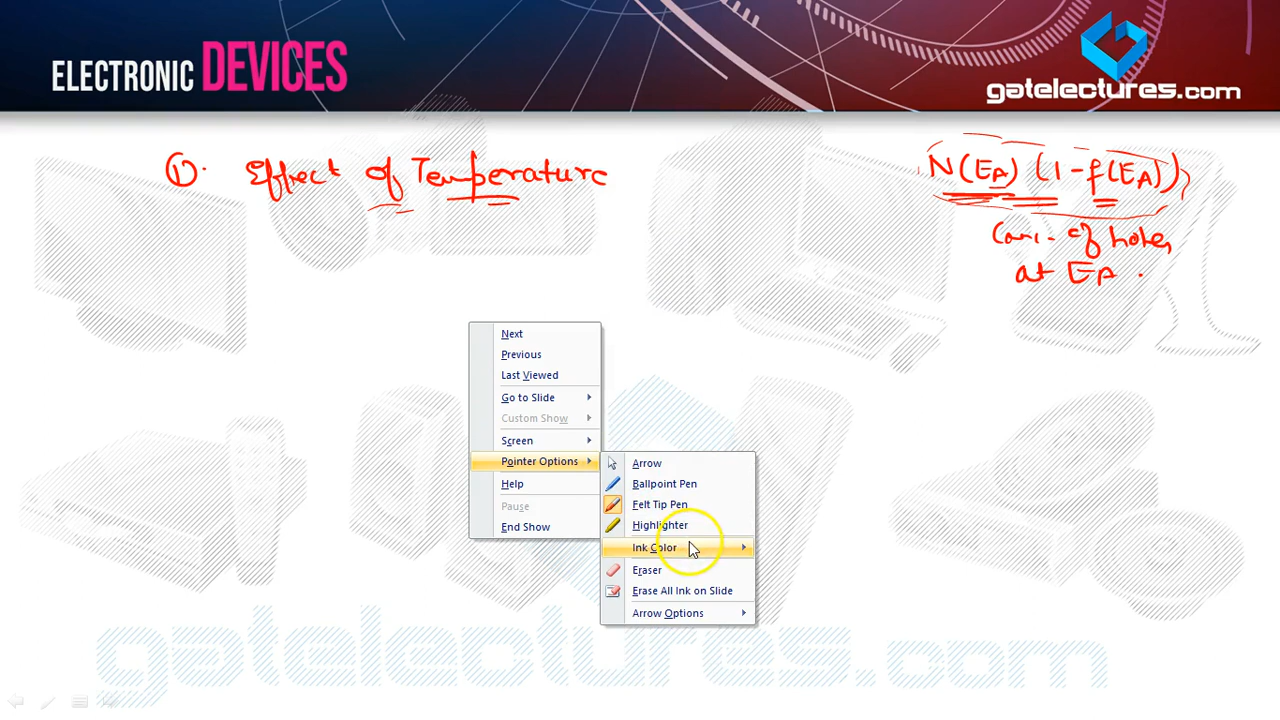 ELECTRONIC DEVICES
gatelectures.com
1). Effect of Temperature
N(EA) (1-f(EA))
Conc. of holes
at EA.
Next
Previous
Last Viewed
Go to Slide
Custom Show
Screen
Pointer Options
Help
Pause
End Show
Arrow
Ballpoint Pen
Felt Tip Pen
Highlighter
Ink Color
Eraser
Erase All Ink on Slide
Arrow Options
gatelectures.com